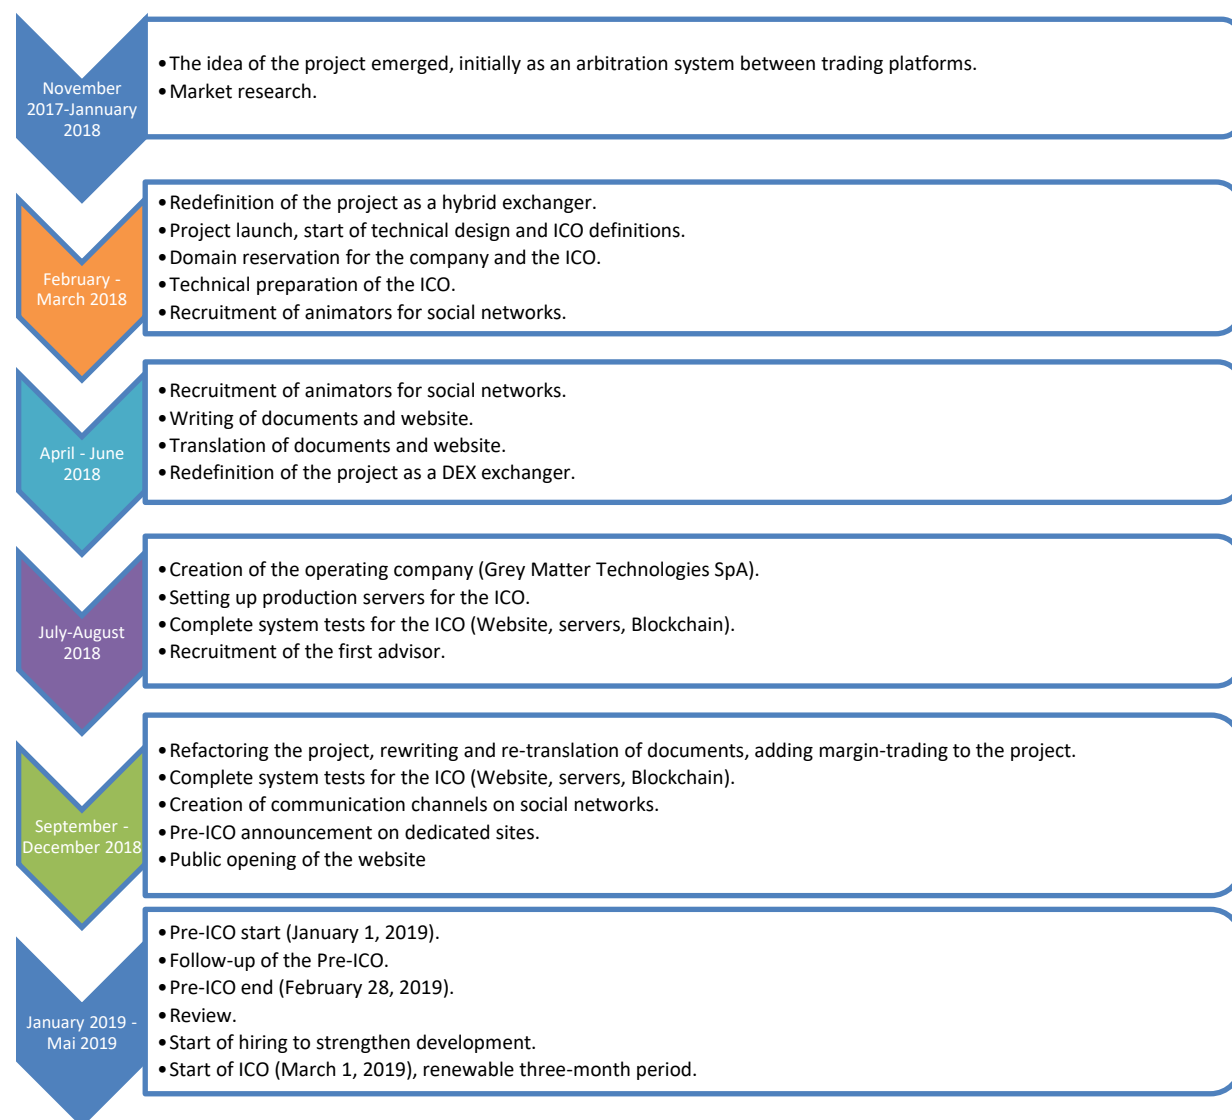 November
2017-Jannuary
2018
•The idea of the project emerged, initially as an arbitration system between trading platforms.
•Market research.
February -
March 2018
•Redefinition of the project as a hybrid exchanger.
•Project launch, start of technical design and ICO definitions.
•Domain reservation for the company and the ICO.
•Technical preparation of the ICO.
•Recruitment of animators for social networks.
April - June
2018
•Recruitment of animators for social networks.
•Writing of documents and website.
•Translation of documents and website.
•Redefinition of the project as a DEX exchanger.
July-August
2018
•Creation of the operating company (Grey Matter Technologies SpA).
•Setting up production servers for the ICO.
•Complete system tests for the ICO (Website, servers, Blockchain).
•Recruitment of the first advisor.
September -
December 2018
•Refactoring the project, rewriting and re-translation of documents, adding margin-trading to the project.
•Complete system tests for the ICO (Website, servers, Blockchain).
•Creation of communication channels on social networks.
•Pre-ICO announcement on dedicated sites.
•Public opening of the website
January 2019 -
Mai 2019
•Pre-ICO start (January 1, 2019).
•Follow-up of the Pre-ICO.
•Pre-ICO end (February 28, 2019).
•Review.
•Start of hiring to strengthen development.
•Start of ICO (March 1, 2019), renewable three-month period.